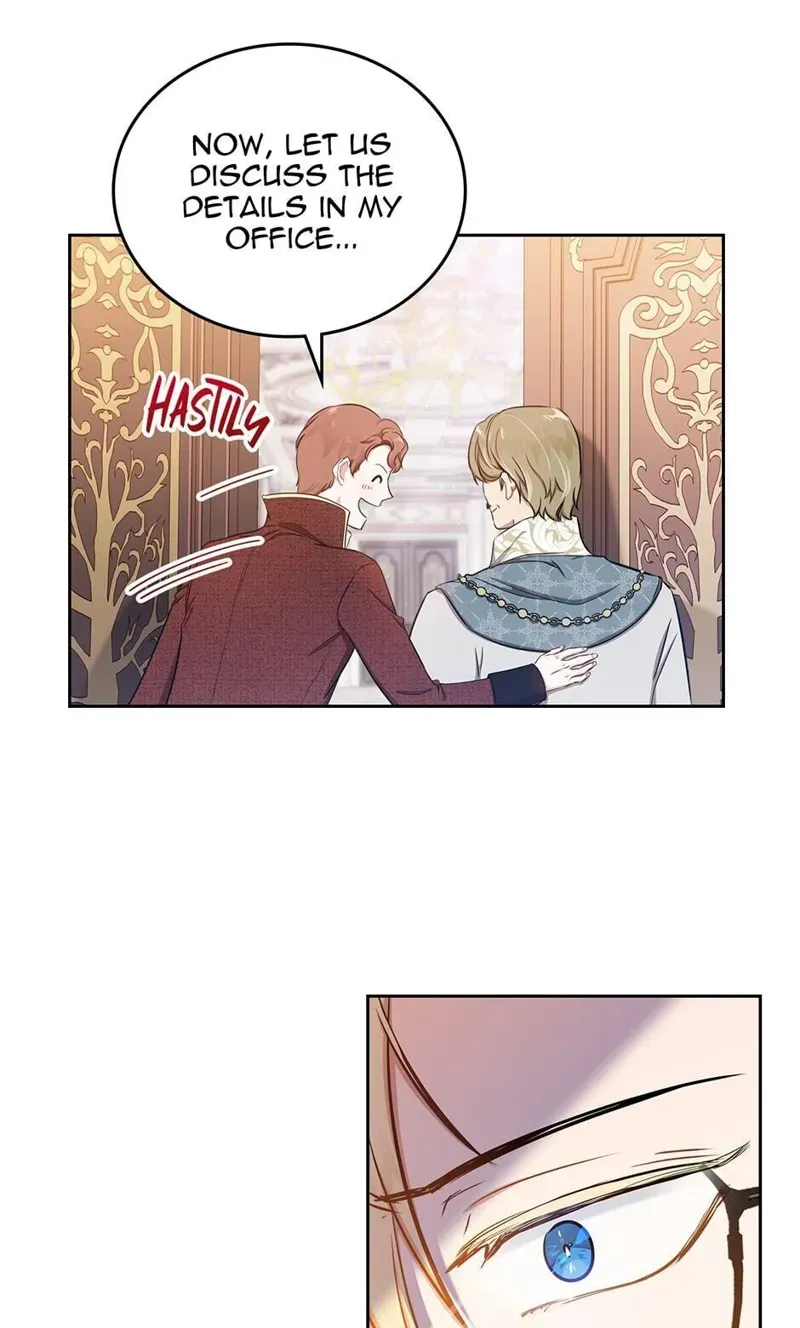 NOW, LET US
DISCUSS THE
DETAILS IN MY
OFFICE...
HASTILY